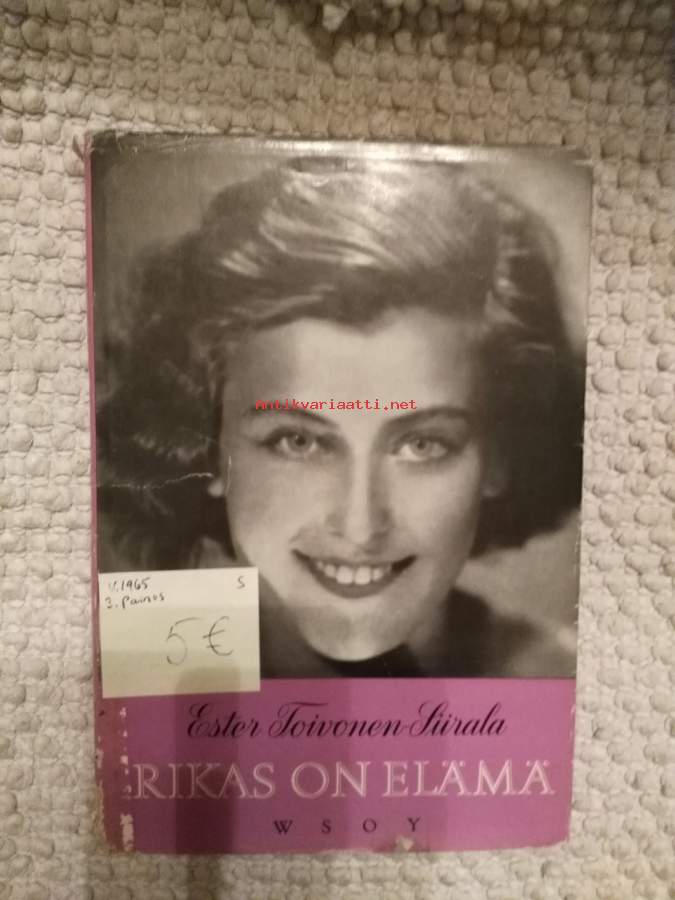 Antikvariaatti.net
V.1965 S
3. Painos
5 €
Ester Toivonen-Siirala
RIKAS ON ELÄMÄ
WSOY